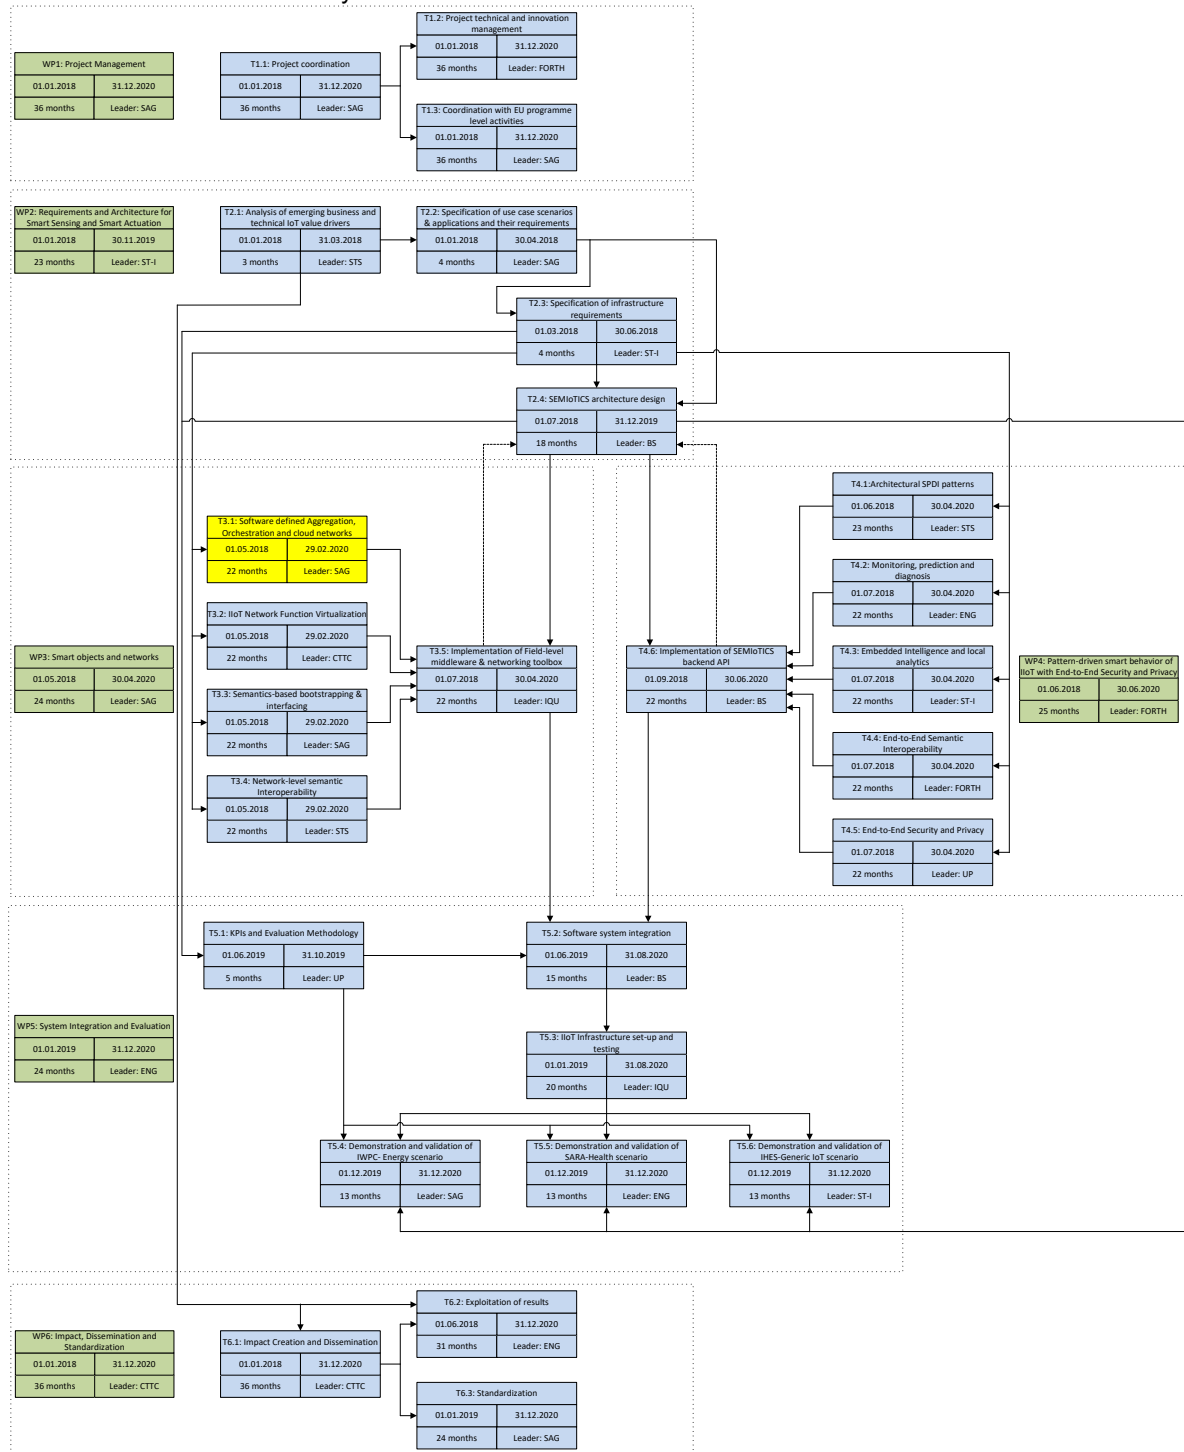 T1.2: Project technical and innovation
management
01.01.2018 31.12.2020
36 months Leader: FORTH
WP1: Project Management
01.01.2018 31.12.2020
36 months Leader: SAG
T1.1: Project coordination
01.01.2018 31.12.2020
36 months Leader: SAG
T1.3: Coordination with EU programme
level activities
01.01.2018 31.12.2020
36 months Leader: SAG
WP2: Requirements and Architecture for
Smart Sensing and Smart Actuation
01.01.2018 30.11.2019
23 months Leader: ST-I
T2.1: Analysis of emerging business and
technical IoT value drivers
01.01.2018 31.03.2018
3 months Leader: STS
T2.2: Specification of use case scenarios
& applications and their requirements
01.01.2018 30.04.2018
4 months Leader: SAG
T2.3: Specification of infrastructure
requirements
01.03.2018 30.06.2018
4 months Leader: ST-I
T2.4: SEMIoTICS architecture design
01.07.2018 31.12.2019
18 months Leader: BS
T3.1: Software defined Aggregation,
Orchestration and cloud networks
01.05.2018 29.02.2020
22 months Leader: SAG
T3.2: IIoT Network Function Virtualization
01.05.2018 29.02.2020
22 months Leader: CTTC
WP3: Smart objects and networks
01.05.2018 30.04.2020
24 months Leader: SAG
T3.3: Semantics-based bootstrapping &
interfacing
01.05.2018 29.02.2020
22 months Leader: SAG
T3.4: Network-level semantic
Interoperability
01.05.2018 29.02.2020
22 months Leader: STS
T3.5: Implementation of Field-level
middleware & networking toolbox
01.07.2018 30.04.2020
22 months Leader: IQU
T4.6: Implementation of SEMIoTICS
backend API
01.09.2018 30.06.2020
22 months Leader: BS
T4.1:Architectural SPDI patterns
01.06.2018 30.04.2020
23 months Leader: STS
T4.2: Monitoring, prediction and
diagnosis
01.07.2018 30.04.2020
22 months Leader: ENG
T4.3: Embedded Intelligence and local
analytics
01.07.2018 30.04.2020
22 months Leader: ST-I
WP4: Pattern-driven smart behavior of
IIoT with End-to-End Security and Privacy
01.06.2018 30.06.2020
25 months Leader: FORTH
T4.4: End-to-End Semantic
Interoperability
01.07.2018 30.04.2020
22 months Leader: FORTH
T4.5: End-to-End Security and Privacy
01.07.2018 30.04.2020
22 months Leader: UP
T5.1: KPIs and Evaluation Methodology
01.06.2019 31.10.2019
5 months Leader: UP
T5.2: Software system integration
01.06.2019 31.08.2020
15 months Leader: BS
WP5: System Integration and Evaluation
01.01.2019 31.12.2020
24 months Leader: ENG
T5.3: IIoT Infrastructure set-up and
testing
01.01.2019 31.08.2020
20 months Leader: IQU
T5.4: Demonstration and validation of
IWPC- Energy scenario
01.12.2019 31.12.2020
13 months Leader: SAG
T5.5: Demonstration and validation of
SARA-Health scenario
01.12.2019 31.12.2020
13 months Leader: ENG
T5.6: Demonstration and validation of
IHES-Generic IoT scenario
01.12.2019 31.12.2020
13 months Leader: ST-I
T6.2: Exploitation of results
01.06.2018 31.12.2020
31 months Leader: ENG
WP6: Impact, Dissemination and
Standardization
01.01.2018 31.12.2020
36 months Leader: CTTC
T6.1: Impact Creation and Dissemination
01.01.2018 31.12.2020
36 months Leader: CTTC
T6.3: Standardization
01.01.2019 31.12.2020
24 months Leader: SAG